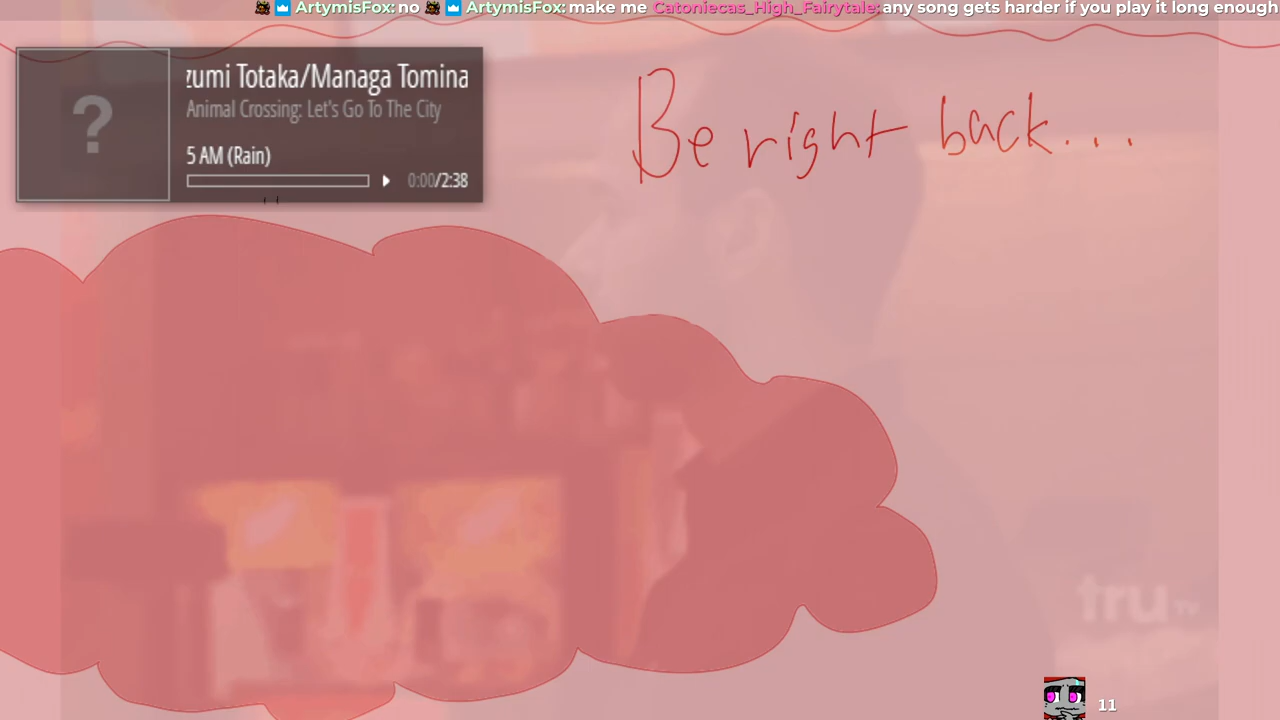 ArtymisFox: no ArtymisFox: make me Catoniecas_High_Fairytale: any song gets harder if you play it long enough
zumi Totaka/Managa Tomina
Animal Crossing: Let's Go To The City
5 AM (Rain)
0:00/2:38
?
Be right back...
tru TV
11